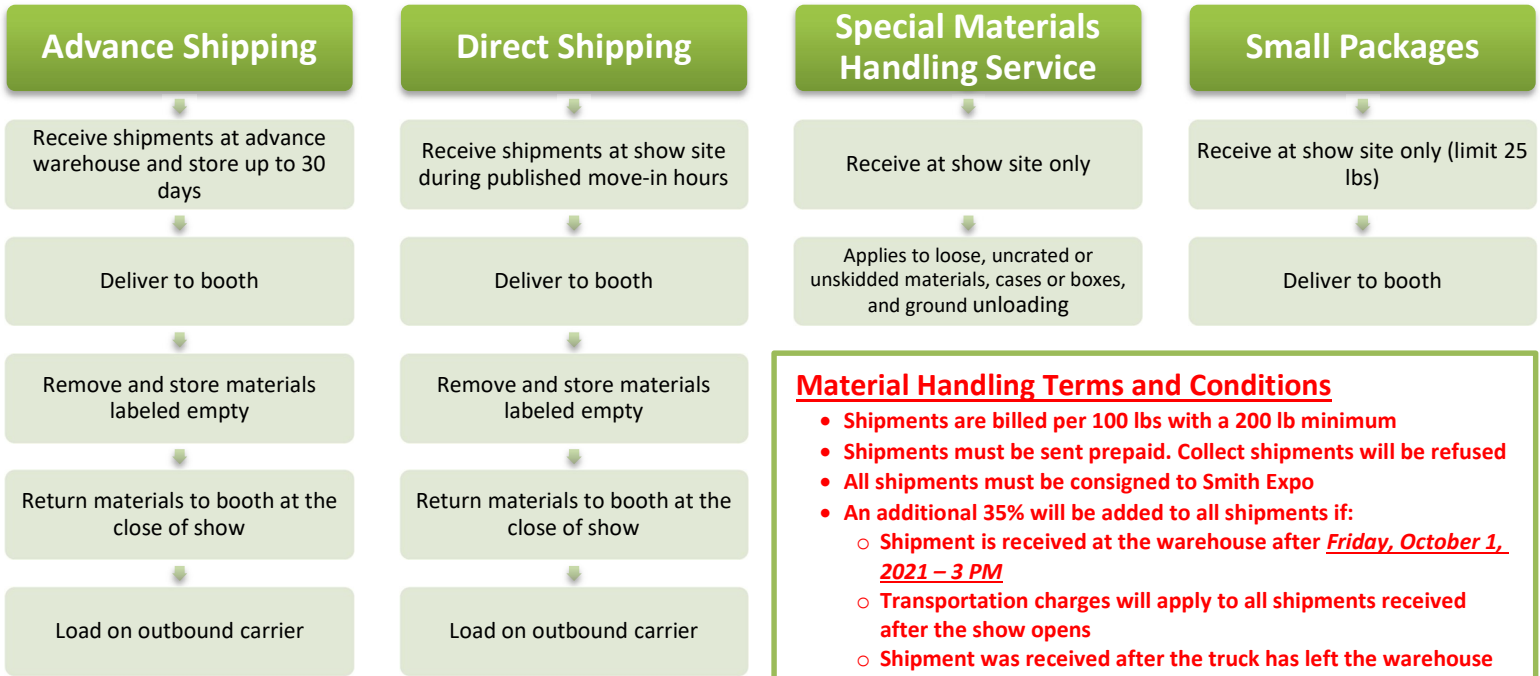 Advance Shipping
Receive shipments at advance
warehouse and store up to 30
days
Deliver to booth
Remove and store materials
labeled empty
Return materials to booth at the
close of show
Load on outbound carrier
Direct Shipping
Receive shipments at show site
during published move-in hours
Deliver to booth
Remove and store materials
labeled empty
Return materials to booth at the
close of show
Load on outbound carrier
Special Materials
Handling Service
Receive at show site only
Applies to loose, uncrated or
unskidded materials, cases or boxes,
and ground unloading
Small Packages
Receive at show site only (limit 25
lbs)
Deliver to booth
Material Handling Terms and Conditions
• Shipments are billed per 100 lbs with a 200 lb minimum
• Shipments must be sent prepaid. Collect shipments will be refused
• All shipments must be consigned to Smith Expo
• An additional 35% will be added to all shipments if:
o Shipment is received at the warehouse after Friday, October 1,
2021 – 3 PM
o Transportation charges will apply to all shipments received
after the show opens
o Shipment was received after the truck has left the warehouse